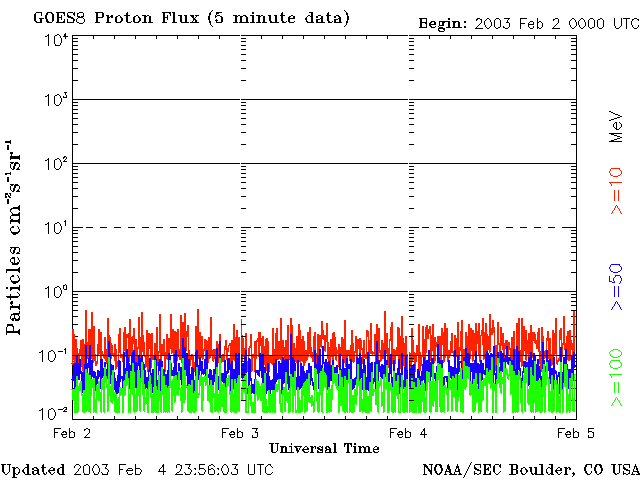 GOES8 Proton Flux (5 minute data)
Begin: 2003 Feb 2 0000 UTC
Particles cm⁻²s⁻¹sr⁻¹
10⁴
10³
10²
10¹
10⁰
10⁻¹
10⁻²
Feb 2
Feb 3
Feb 4
Feb 5
Universal Time
MeV
>=10
>=50
>=100
Updated 2003 Feb 4 23:56:03 UTC
NOAA/SEC Boulder, CO USA